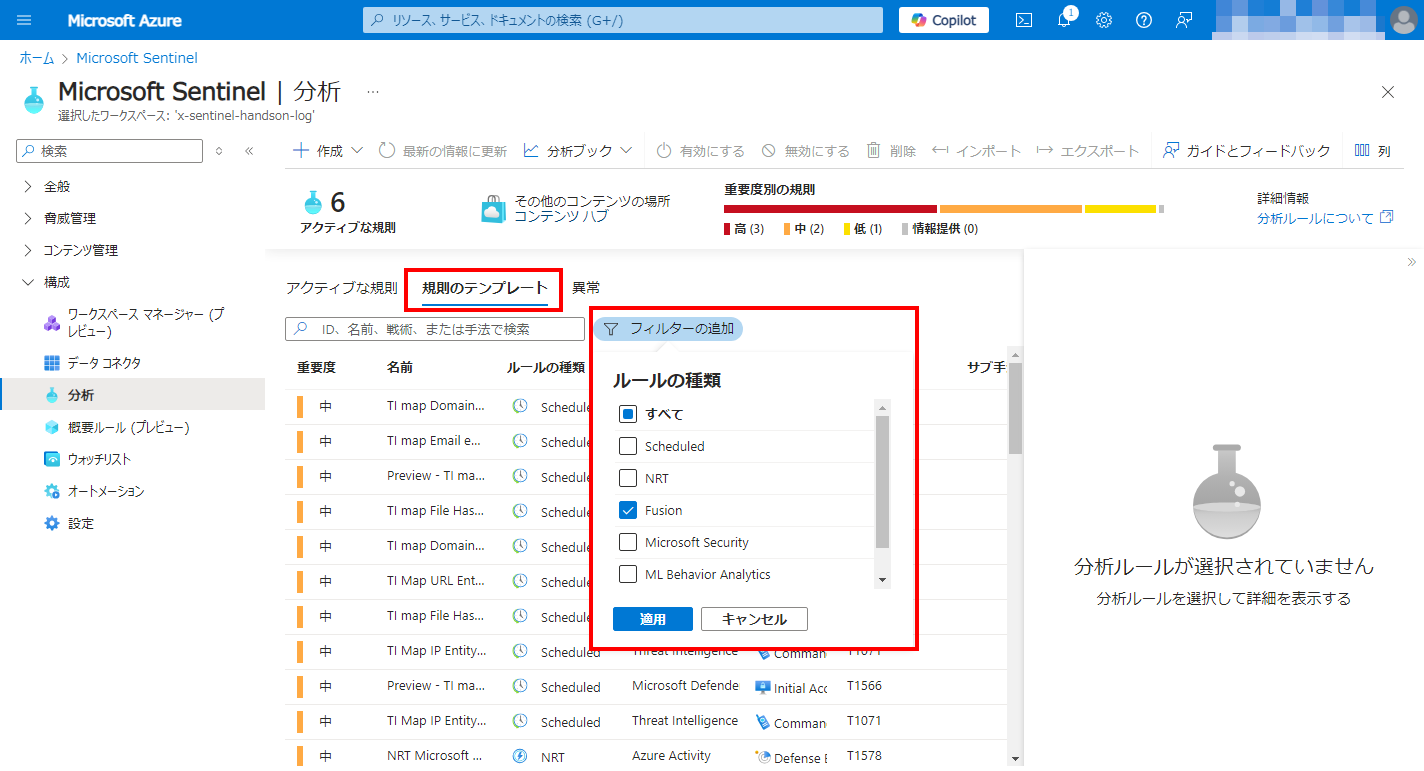 Microsoft Azure
リソース、サービス、ドキュメントの検索 (G+/)
Copilot
1
ホーム > Microsoft Sentinel
Microsoft Sentinel | 分析 …
選択したワークスペース: 'x-sentinel-handson-log'
検索
全般
脅威管理
コンテンツ管理
構成
ワークスペース マネージャー (プ
レビュー)
データ コネクタ
分析
概要ルール (プレビュー)
ウォッチリスト
オートメーション
設定
作成 最新の情報に更新 分析ブック 有効にする 無効にする 削除 インポート エクスポート ガイドとフィードバック 列
6
アクティブな規則
その他のコンテンツの場所
コンテンツ ハブ
重要度別の規則
高 (3) 中 (2) 低 (1) 情報提供 (0)
詳細情報
分析ルールについて
アクティブな規則 規則のテンプレート 異常
ID、名前、戦術、または手法で検索
フィルターの追加
重要度 名前 ルールの種類 サブ手
中 TI map Domain... Schedule
中 TI map Email e... Schedule
中 Preview - TI ma... Schedule
中 TI map File Has... Schedule
中 TI map Domain... Schedule
中 TI Map URL Ent... Schedule
中 TI map File Has... Schedule
中 TI Map IP Entity... Scheduled Threat Intelligence Comman T1071
中 Preview - TI ma... Scheduled Microsoft Defende Initial Acc T1566
中 TI Map IP Entity... Scheduled Threat Intelligence Comman T1071
中 NRT Microsoft ... NRT Azure Activity Defense E T1578
ルールの種類
すべて
Scheduled
NRT
Fusion
Microsoft Security
ML Behavior Analytics
適用 キャンセル
分析ルールが選択されていません
分析ルールを選択して詳細を表示する